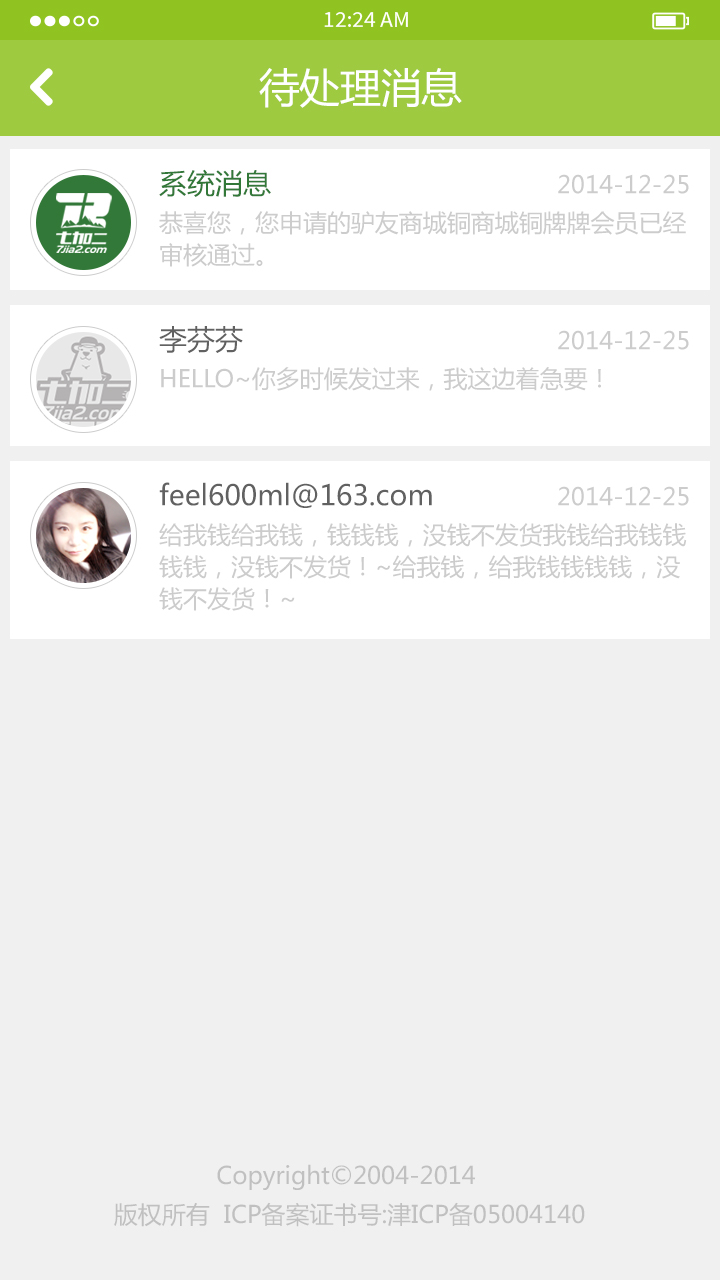 12:24 AM
待处理消息
系统消息
2014-12-25
恭喜您，您申请的驴友商城铜商城铜牌牌会员已经
审核通过。
七加二
7jia2.com
李芬芬
2014-12-25
HELLO~你多时候发过来，我这边着急要！
七加二
7jia2.com
feel600ml@163.com
2014-12-25
给我钱给我钱，钱钱钱，没钱不发货我钱给我钱钱
钱钱，没钱不发货！~给我钱，给我钱钱钱钱，没
钱不发货！~
Copyright©2004-2014
版权所有 ICP备案证书号:津ICP备05004140